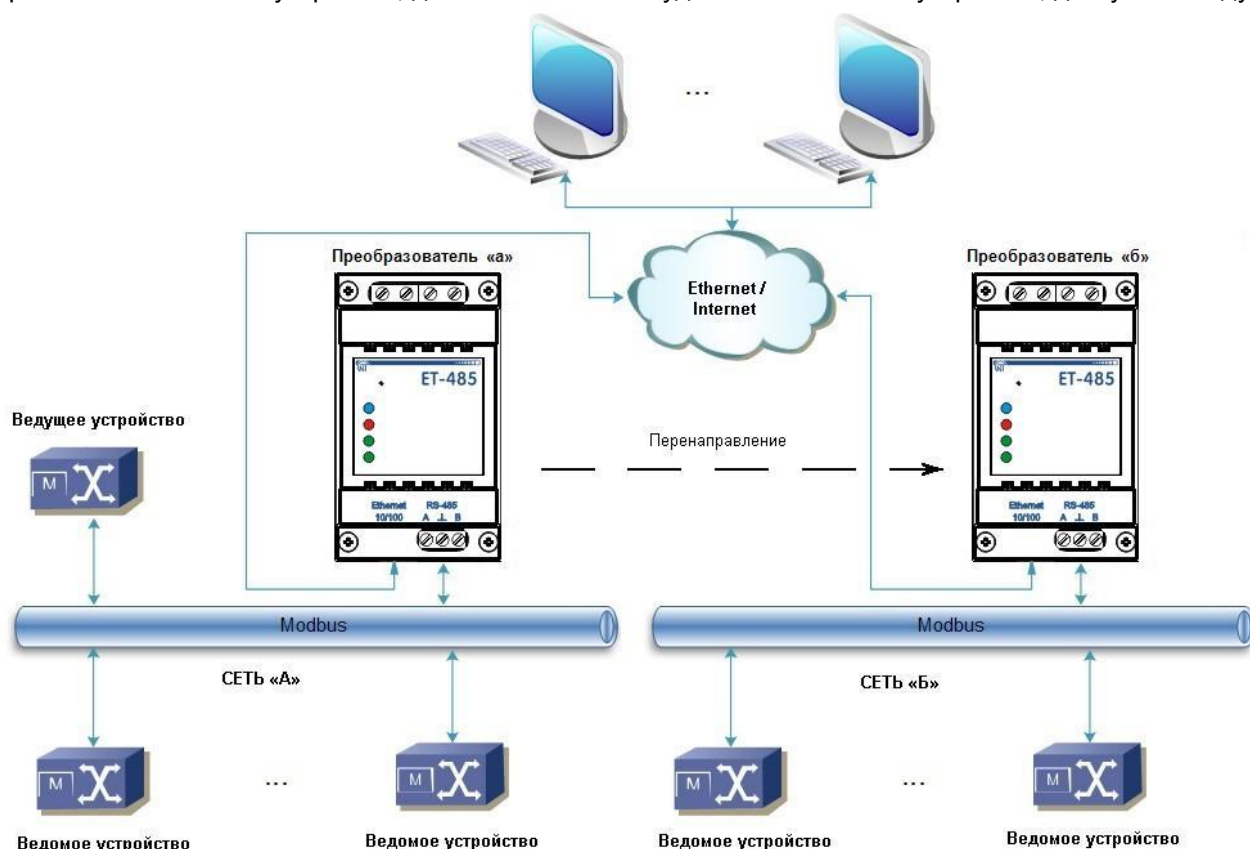 ...
Преобразователь «а»
Преобразователь «б»
Ethernet /
Internet
ET-485
ET-485
Ведущее устройство
Перенаправление
M
Ethernet
10/100
RS-485
A ⊥ B
Ethernet
10/100
RS-485
A ⊥ B
Modbus
Modbus
СЕТЬ «А»
СЕТЬ «Б»
M
...
M
M
...
M
Ведомое устройство
Ведомое устройство
Ведомое устройство
Ведомое устройство